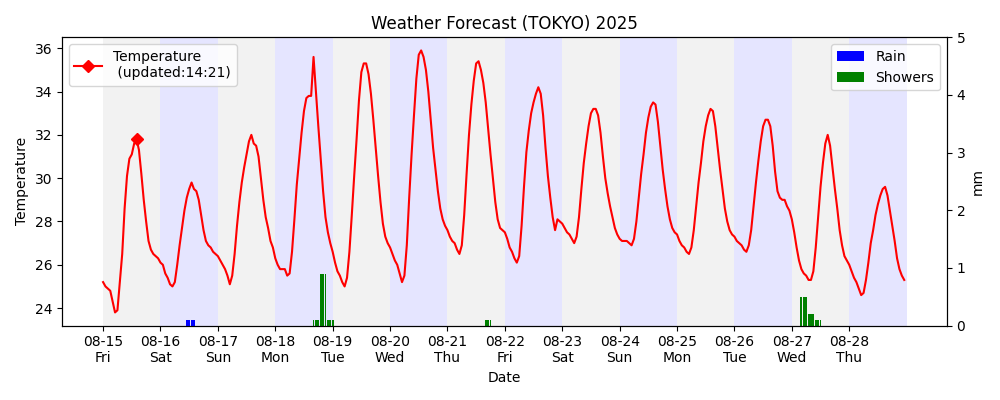 Weather Forecast (TOKYO) 2025
Temperature
(updated:14:21)
Rain
Showers
Temperature
36
34
32
30
28
26
24
5
4
3
2
1
0
mm
08-15 08-16 08-17 08-18 08-19 08-20 08-21 08-22 08-23 08-24 08-25 08-26 08-27 08-28
Fri Sat Sun Mon Tue Wed Thu Fri Sat Sun Mon Tue Wed Thu
Date